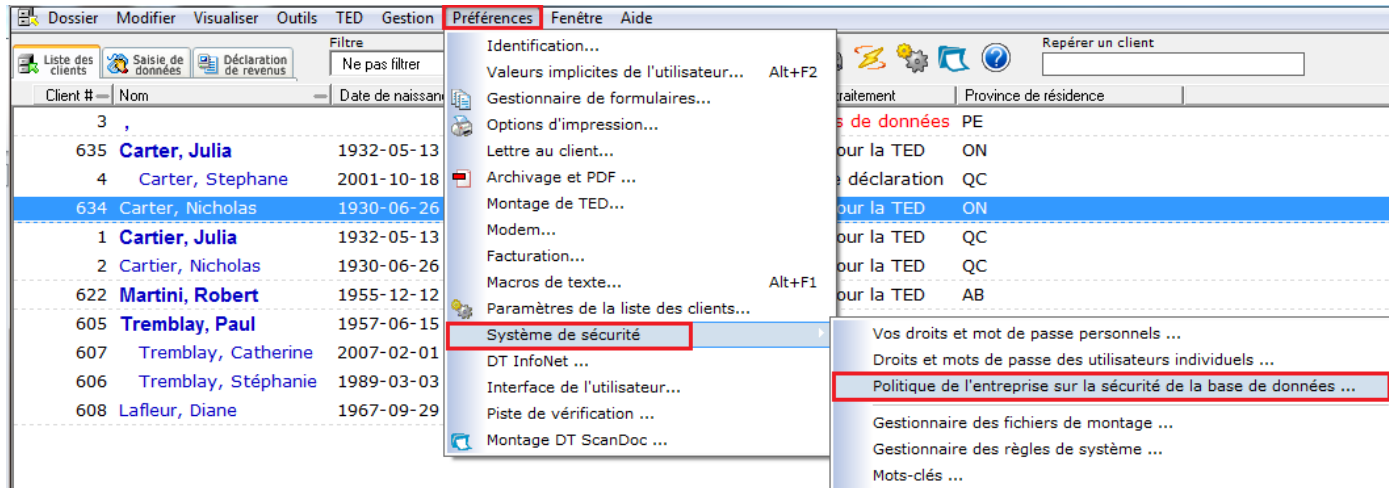 Dossier Modifier Visualiser Outils TED Gestion Préférences Fenêtre Aide
Liste des clients
Saisie de données
Déclaration de revenus
Filtre
Ne pas filtrer
Repérer un client
Client # Nom Date de naissan raitement Province de résidence
3 , s de données PE
635 Carter, Julia 1932-05-13 our la TED ON
4 Carter, Stephane 2001-10-18 déclaration QC
634 Carter, Nicholas 1930-06-26 our la TED ON
1 Cartier, Julia 1932-05-13 our la TED QC
2 Cartier, Nicholas 1930-06-26 our la TED QC
622 Martini, Robert 1955-12-12 our la TED AB
605 Tremblay, Paul 1957-06-15
607 Tremblay, Catherine 2007-02-01
606 Tremblay, Stéphanie 1989-03-03
608 Lafleur, Diane 1967-09-29
Identification...
Valeurs implicites de l'utilisateur... Alt+F2
Gestionnaire de formulaires...
Options d'impression...
Lettre au client...
Archivage et PDF ...
Montage de TED...
Modem...
Facturation...
Macros de texte... Alt+F1
Paramètres de la liste des clients...
Système de sécurité
DT InfoNet ...
Interface de l'utilisateur...
Piste de vérification ...
Montage DT ScanDoc ...
Vos droits et mot de passe personnels ...
Droits et mots de passe des utilisateurs individuels ...
Politique de l'entreprise sur la sécurité de la base de données ...
Gestionnaire des fichiers de montage ...
Gestionnaire des règles de système ...
Mots-clés ...